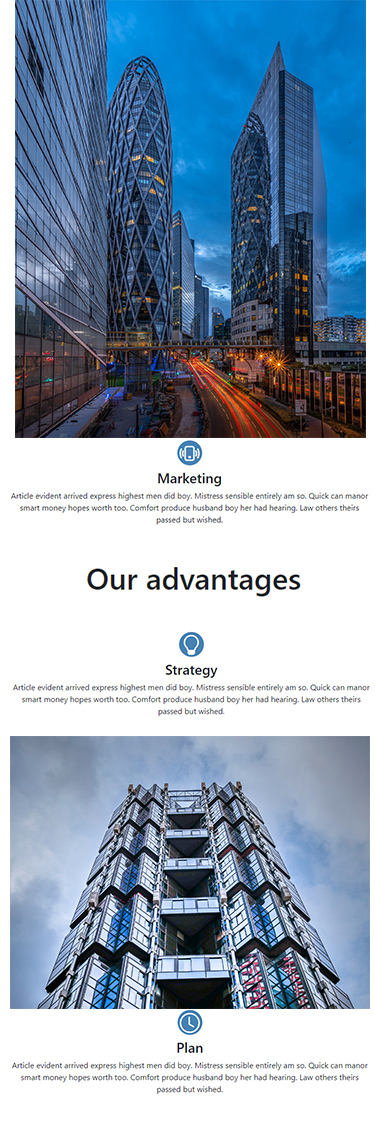 Marketing
Article evident arrived express highest men did boy. Mistress sensible entirely am so. Quick can manor
smart money hopes worth too. Comfort produce husband boy her had hearing. Law others theirs
passed but wished.
Our advantages
Strategy
Article evident arrived express highest men did boy. Mistress sensible entirely am so. Quick can manor
smart money hopes worth too. Comfort produce husband boy her had hearing. Law others theirs
passed but wished.
Plan
Article evident arrived express highest men did boy. Mistress sensible entirely am so. Quick can manor
smart money hopes worth too. Comfort produce husband boy her had hearing. Law others theirs
passed but wished.